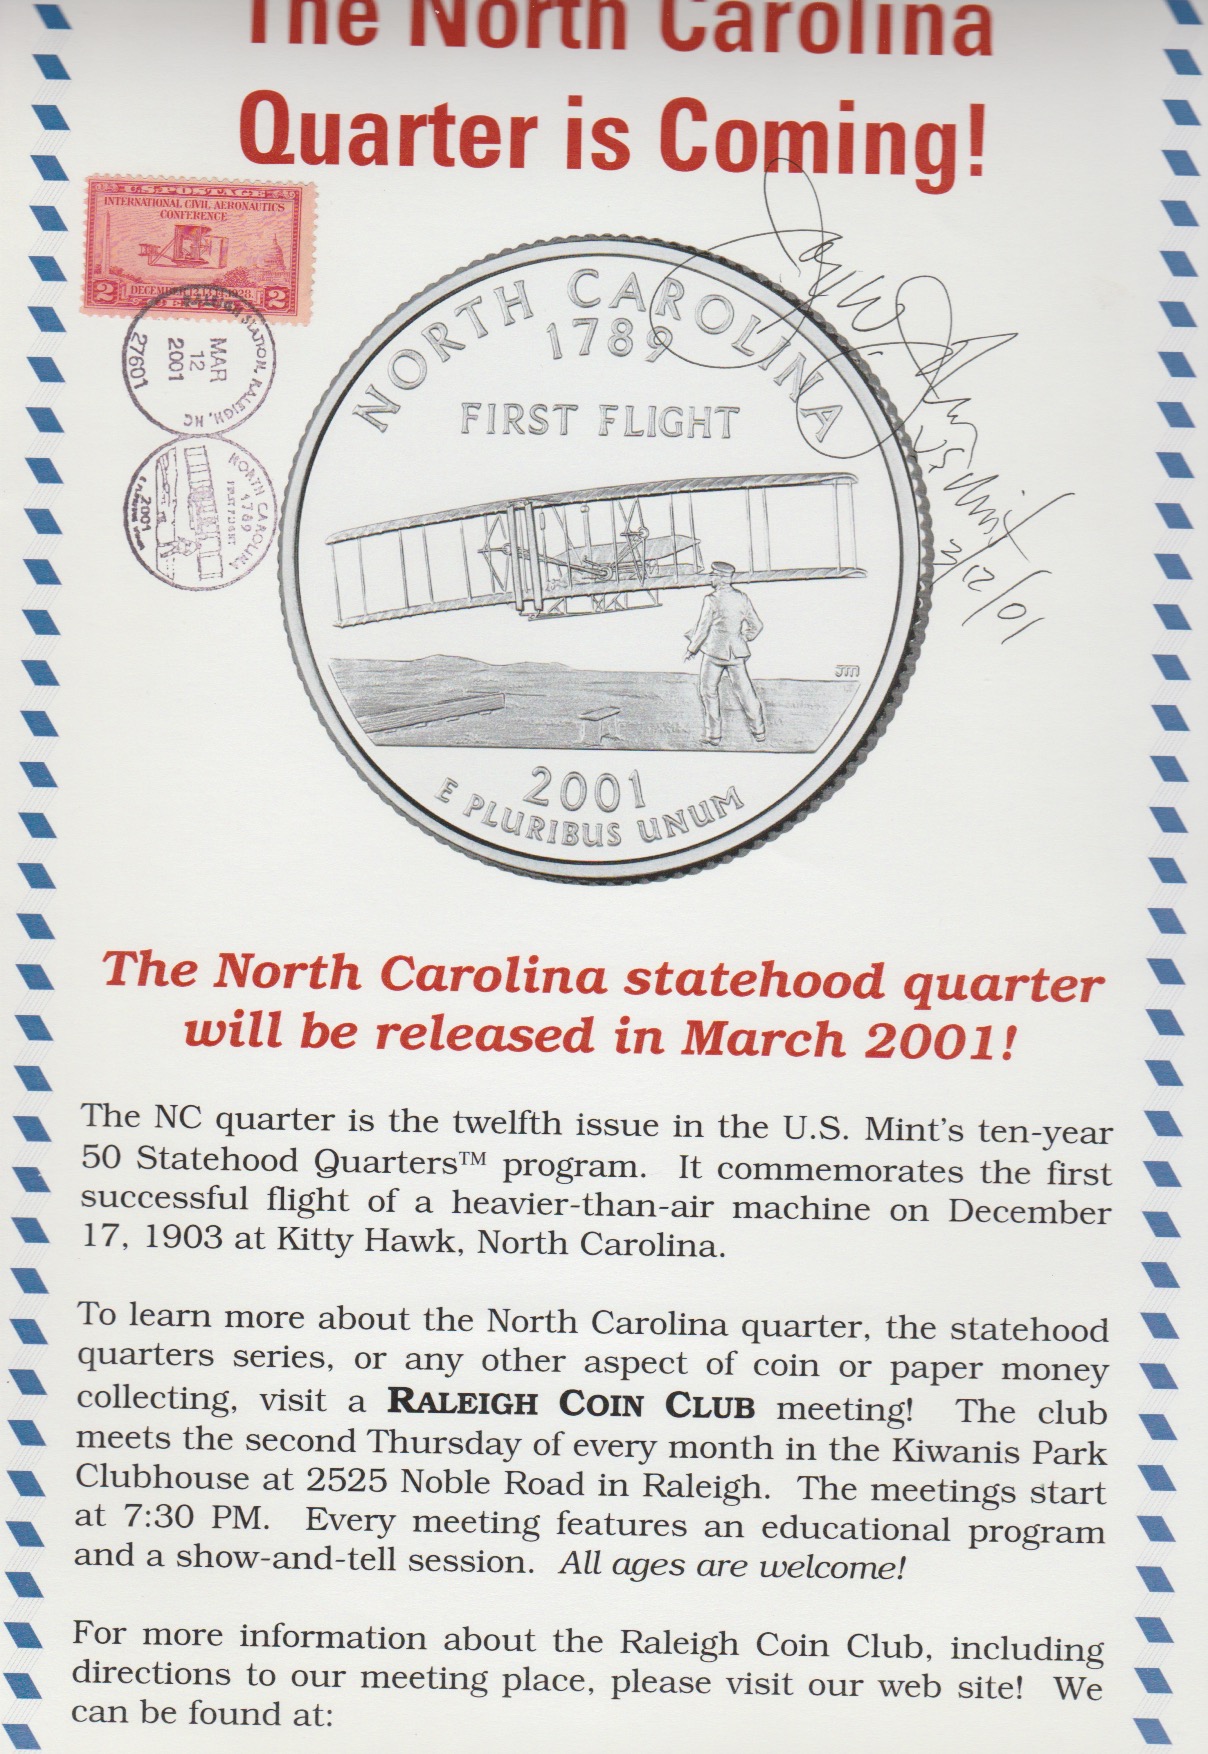 The North Carolina
Quarter is Coming!
U.S. POSTAGE
INTERNATIONAL CIVIL AERONAUTICS
CONFERENCE
2 DECEMBER 1928 2
RALEIGH, NC
MAR
12
2001
27601
NORTH CAROLINA
1789
FIRST FLIGHT
2001
NORTH CAROLINA
1789
FIRST FLIGHT
JM
2001
E PLURIBUS UNUM
US Mint
3/12/01
The North Carolina statehood quarter
will be released in March 2001!
The NC quarter is the twelfth issue in the U.S. Mint's ten-year
50 Statehood Quarters™ program. It commemorates the first
successful flight of a heavier-than-air machine on December
17, 1903 at Kitty Hawk, North Carolina.
To learn more about the North Carolina quarter, the statehood
quarters series, or any other aspect of coin or paper money
collecting, visit a RALEIGH COIN CLUB meeting! The club
meets the second Thursday of every month in the Kiwanis Park
Clubhouse at 2525 Noble Road in Raleigh. The meetings start
at 7:30 PM. Every meeting features an educational program
and a show-and-tell session. All ages are welcome!
For more information about the Raleigh Coin Club, including
directions to our meeting place, please visit our web site! We
can be found at: